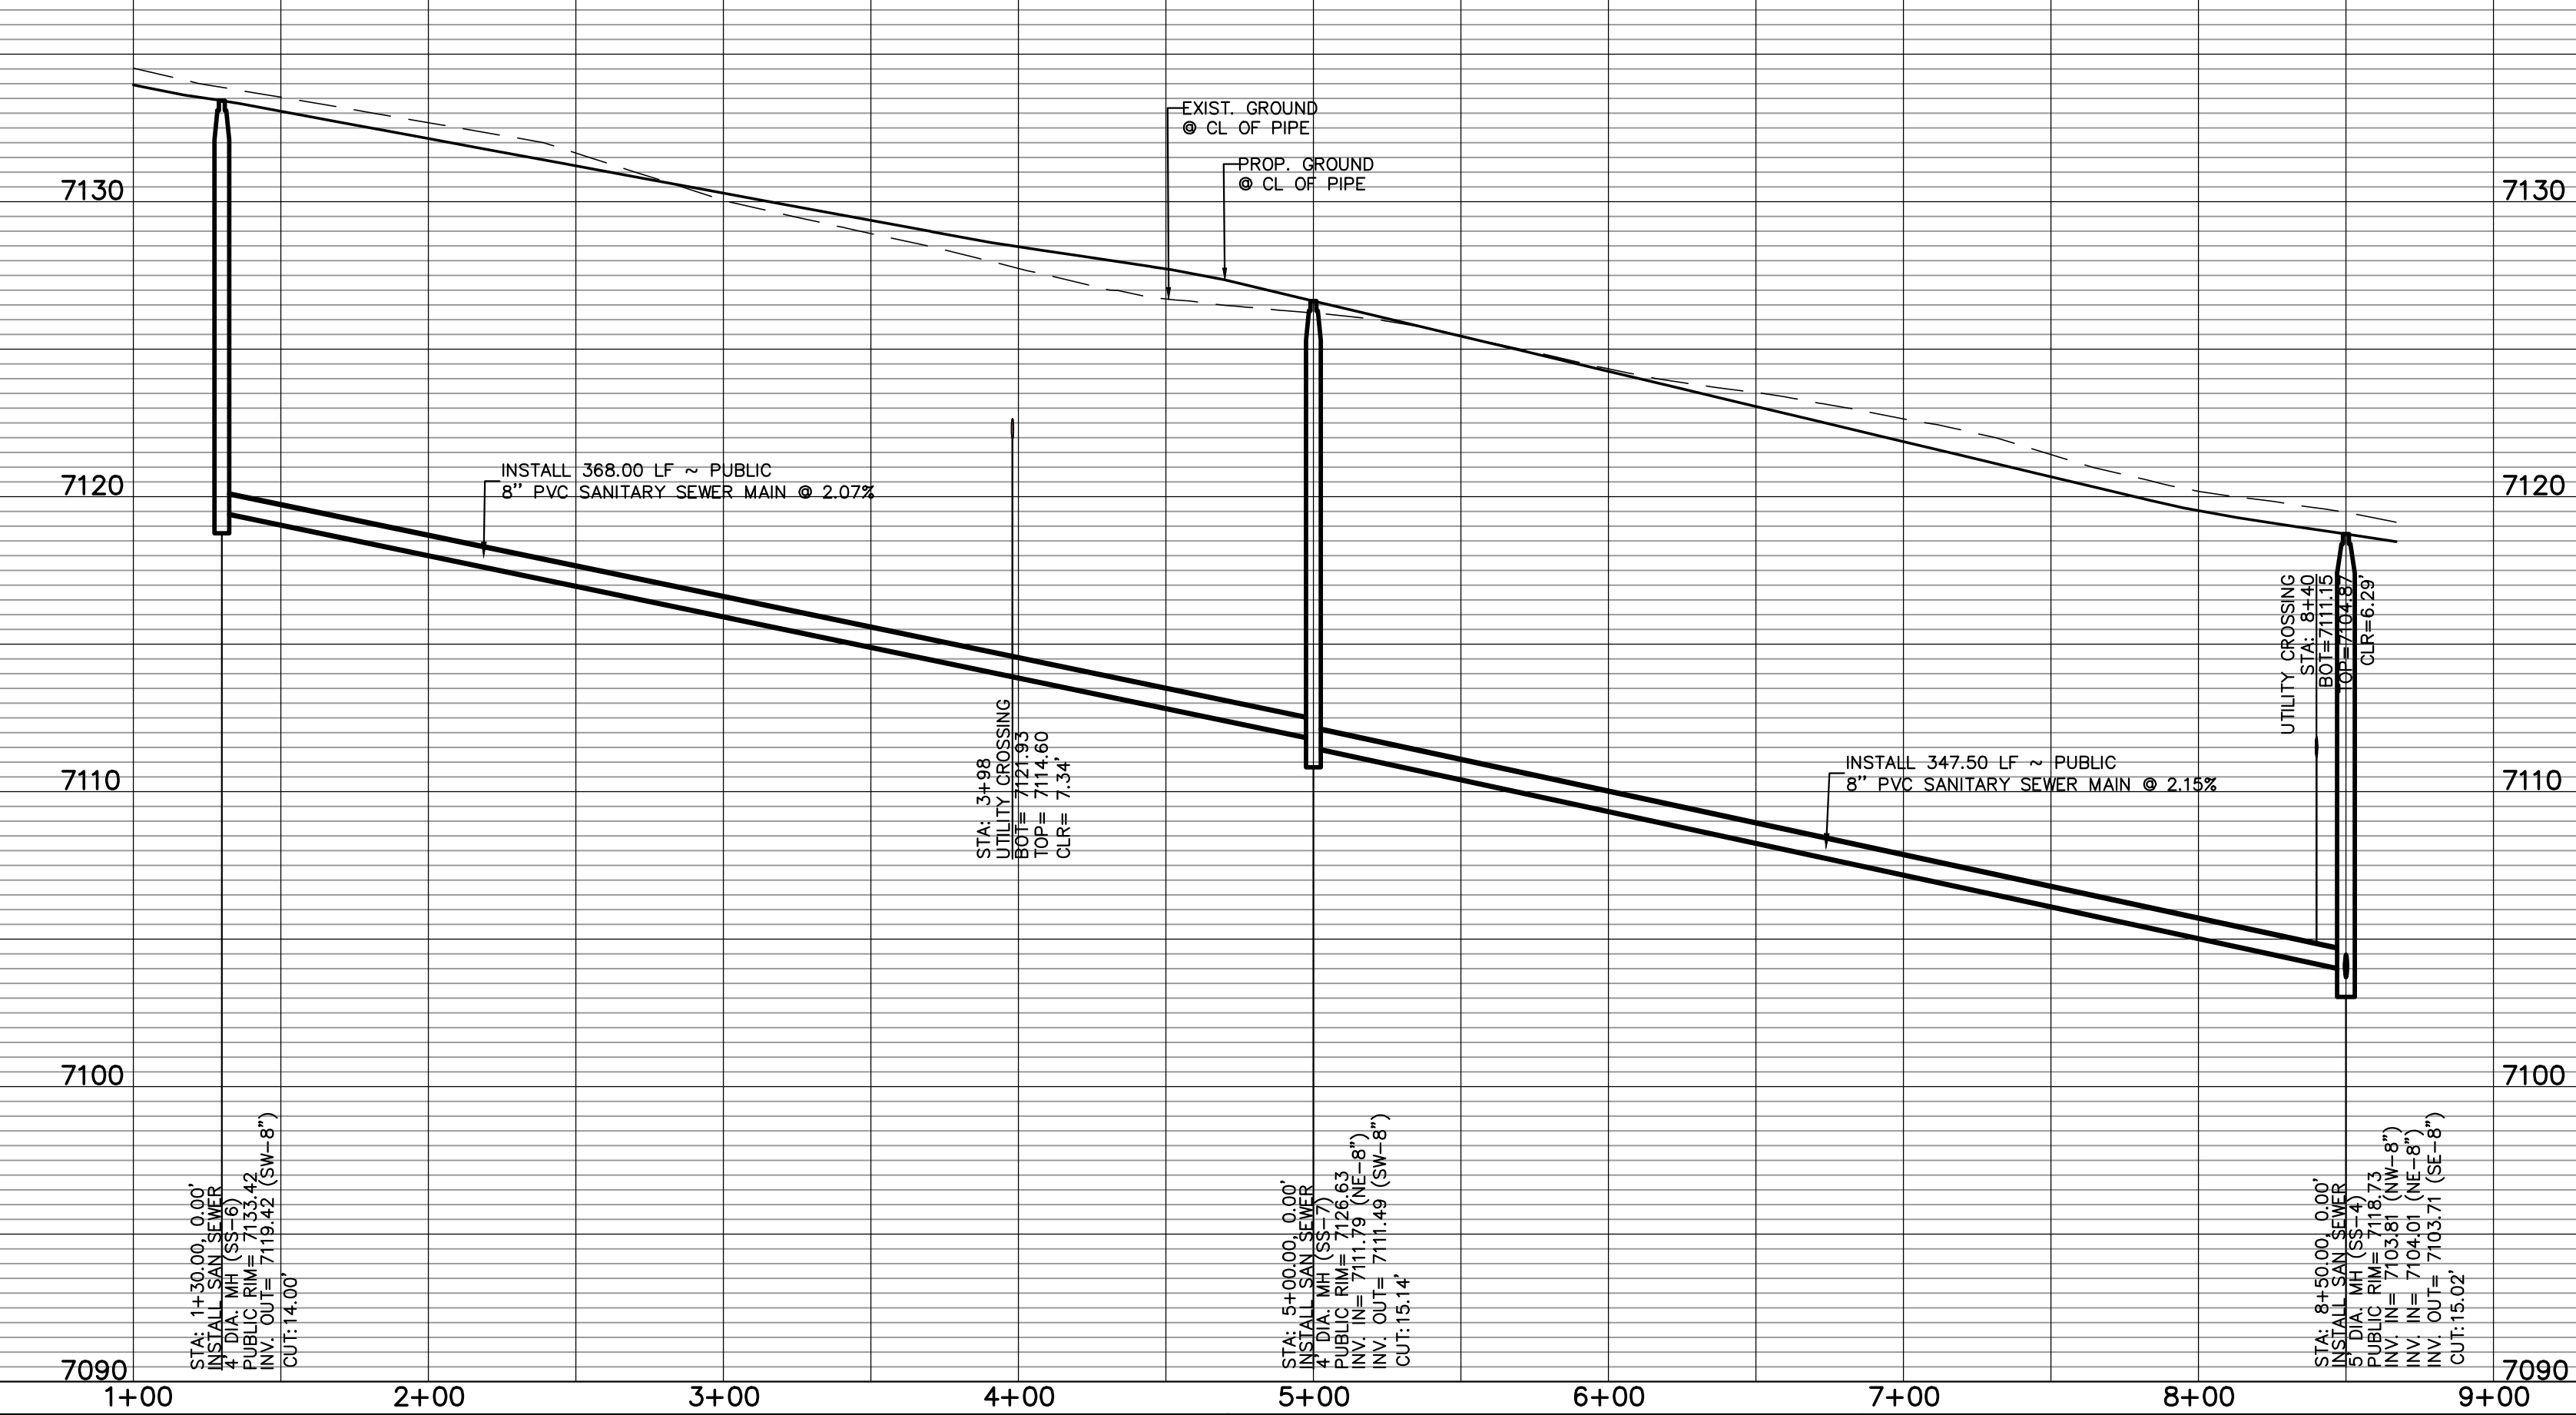 EXIST. GROUND
@ CL OF PIPE
PROP. GROUND
@ CL OF PIPE
7130
7130
INSTALL 368.00 LF ~ PUBLIC
8" PVC SANITARY SEWER MAIN @ 2.07%
7120
7120
UTILITY CROSSING
STA: 8+40
BOT=7111.15
TOP=7104.87
CLR=6.29'
STA: 3+98
UTILITY CROSSING
BOT= 7121.93
TOP= 7114.60
CLR= 7.34'
INSTALL 347.50 LF ~ PUBLIC
8" PVC SANITARY SEWER MAIN @ 2.15%
7110
7110
7100
7100
STA: 1+30.00, 0.00'
INSTALL SAN SEWER
4' DIA. MH (SS-6)
PUBLIC RIM= 7133.42
INV. OUT= 7119.42 (SW-8")
CUT:14.00'
STA: 5+00.00, 0.00'
INSTALL SAN SEWER
4' DIA. MH (SS-7)
PUBLIC RIM= 7126.63
INV. IN= 7111.79 (NE-8")
INV. OUT= 7111.49 (SW-8")
CUT:15.14'
STA: 8+50.00, 0.00'
INSTALL SAN SEWER
5' DIA. MH (SS-4)
PUBLIC RIM= 7118.73
INV. IN= 7103.81 (NW-8")
INV. IN= 7104.01 (NE-8")
INV. OUT= 7103.71 (SE-8")
CUT:15.02'
7090
7090
1+00 2+00 3+00 4+00 5+00 6+00 7+00 8+00 9+00